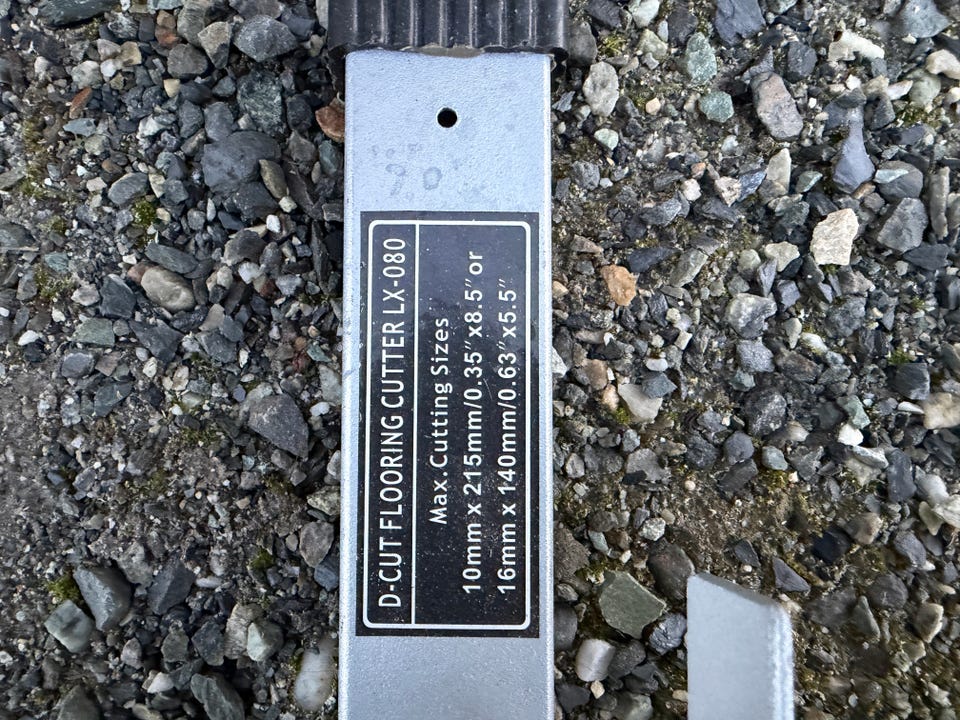 D-CUT FLOORING CUTTER LX-080
Max. Cutting Sizes
10mm x 215mm/0.35″x8.5″or
16mm x 140mm/0.63″x5.5″